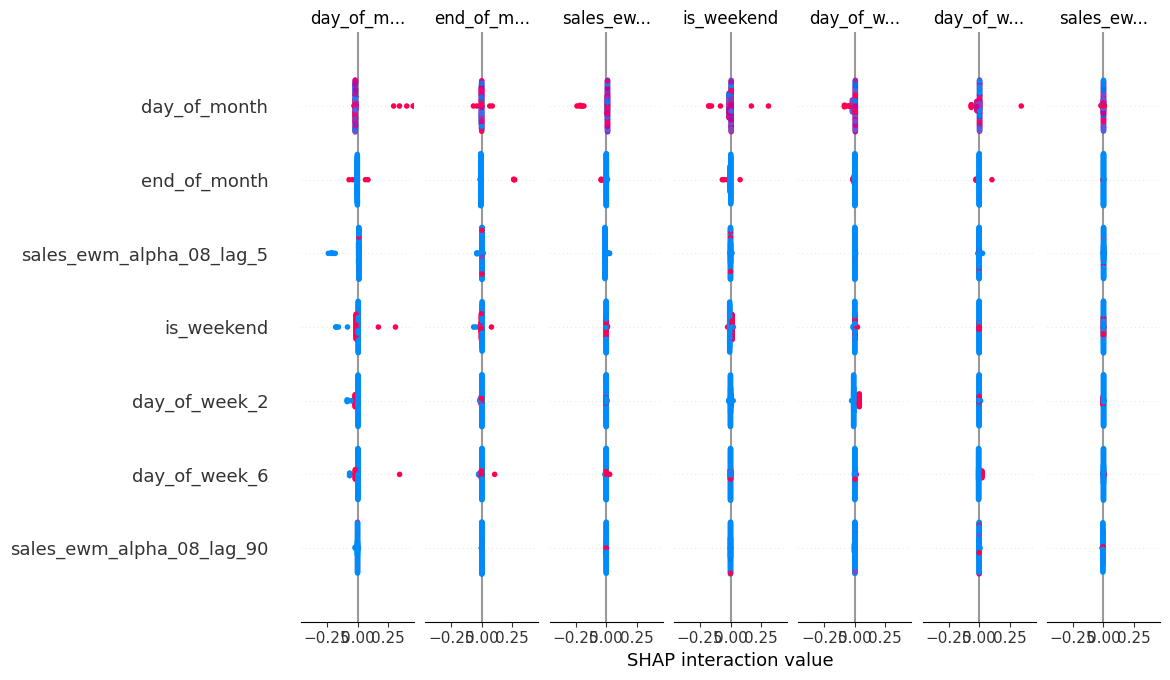 day_of_m... end_of_m... sales_ew... is_weekend day_of_w... day_of_w... sales_ew...
day_of_month
end_of_month
sales_ewm_alpha_08_lag_5
is_weekend
day_of_week_2
day_of_week_6
sales_ewm_alpha_08_lag_90
−0.25 0.00 0.25 −0.25 0.00 0.25 −0.25 0.00 0.25 −0.25 0.00 0.25 −0.25 0.00 0.25 −0.25 0.00 0.25 −0.25 0.00 0.25
SHAP interaction value